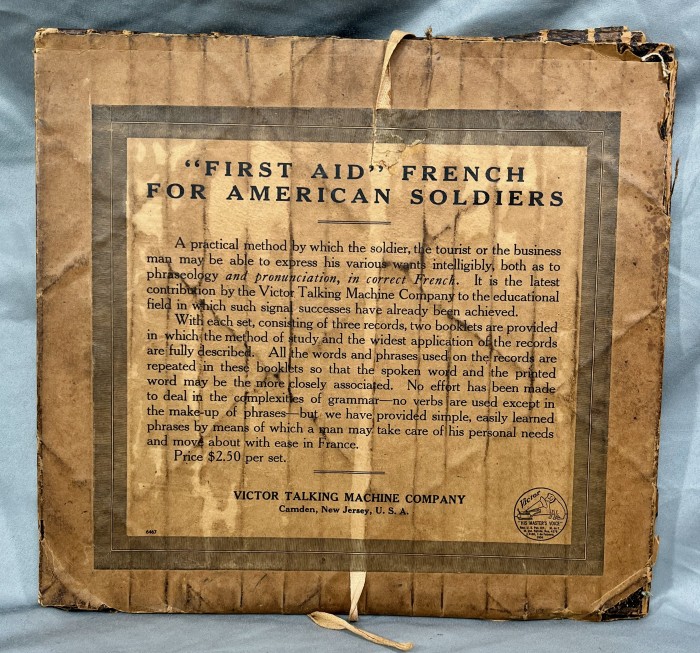 "FIRST AID" FRENCH
FOR AMERICAN SOLDIERS
A practical method by which the soldier, the tourist or the business
man may be able to express his various wants intelligibly, both as to
phraseology and pronunciation, in correct French. It is the latest
contribution by the Victor Talking Machine Company to the educational
field in which such signal successes have already been achieved.
With each set, consisting of three records, two booklets are provided
in which the method of study and the widest application of the records
are fully described. All the words and phrases used on the records are
repeated in these booklets so that the spoken word and the printed
word may be the more closely associated. No effort has been made
to deal in the complexities of grammar—no verbs are used except in
the make-up of phrases—but we have provided simple, easily learned
phrases by means of which a man may take care of his personal needs
and move about with ease in France.
Price $2.50 per set.
VICTOR TALKING MACHINE COMPANY
Camden, New Jersey, U. S. A.
6467
Victor
"HIS MASTER'S VOICE"